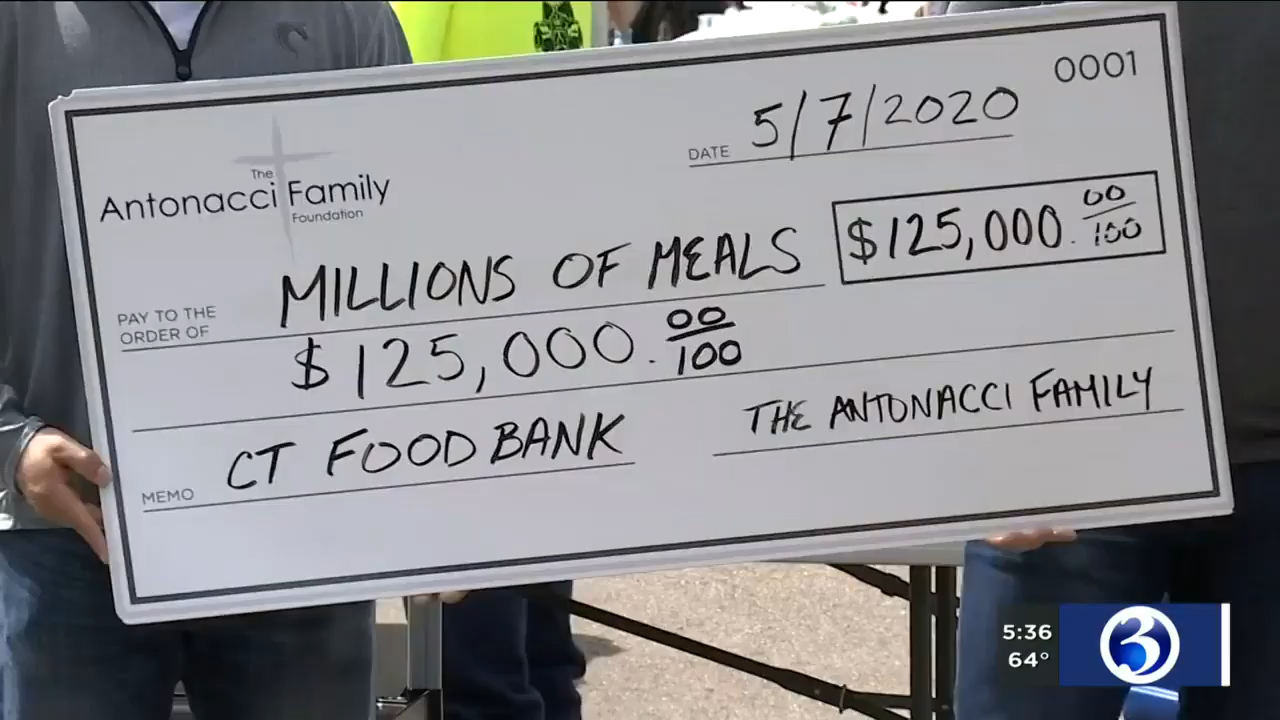 0001
DATE 5/7/2020
The
Antonacci Family
Foundation
$125,000. 00/100
PAY TO THE
ORDER OF
MILLIONS OF MEALS
$125,000. 00/100
MEMO CT FOOD BANK
THE ANTONACCI FAMILY
5:36
64°
3